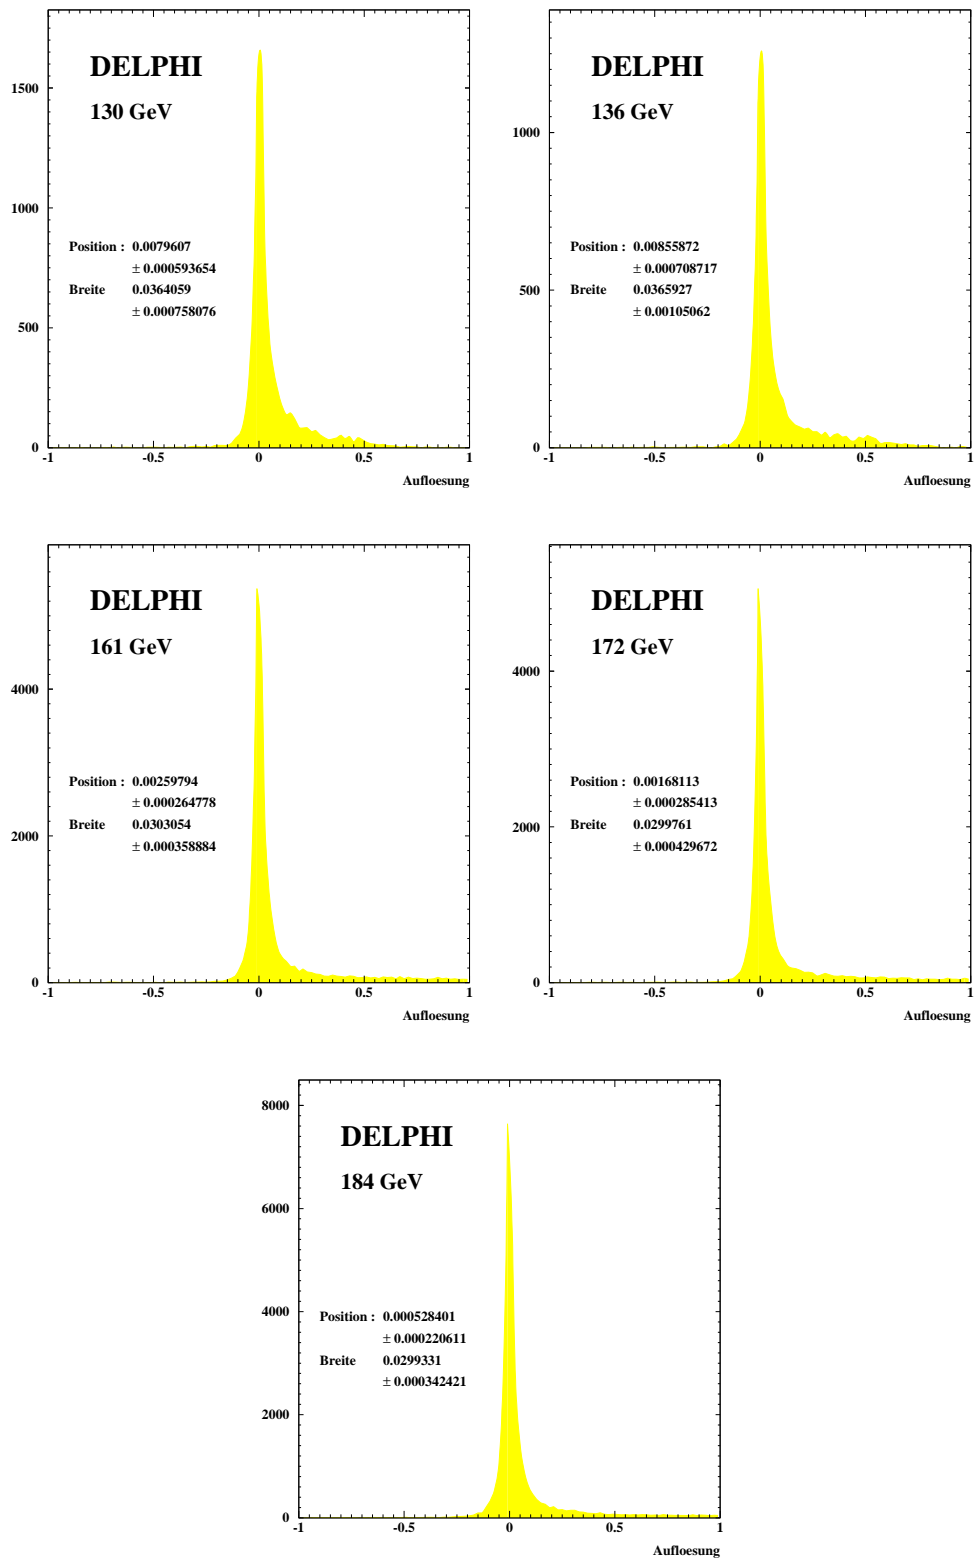 DELPHI
130 GeV
1500
1000
500
0
Position : 0.0079607
± 0.000593654
Breite 0.0364059
± 0.000758076
-1 -0.5 0 0.5 1
Aufloesung
DELPHI
136 GeV
1000
500
0
Position : 0.00855872
± 0.000708717
Breite 0.0365927
± 0.00105062
-1 -0.5 0 0.5 1
Aufloesung
DELPHI
161 GeV
4000
2000
0
Position : 0.00259794
± 0.000264778
Breite 0.0303054
± 0.000358884
-1 -0.5 0 0.5 1
Aufloesung
DELPHI
172 GeV
4000
2000
0
Position : 0.00168113
± 0.000285413
Breite 0.0299761
± 0.000429672
-1 -0.5 0 0.5 1
Aufloesung
8000
DELPHI
184 GeV
6000
4000
2000
0
Position : 0.000528401
± 0.000220611
Breite 0.0299331
± 0.000342421
-1 -0.5 0 0.5 1
Aufloesung